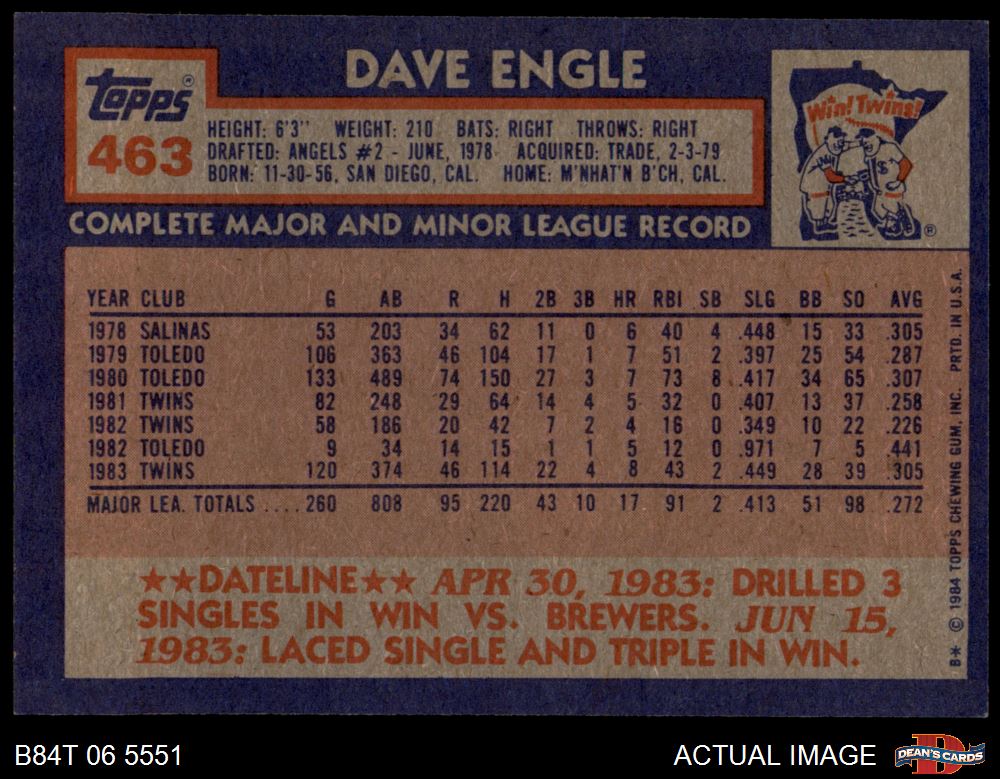 Topps®
463
DAVE ENGLE
HEIGHT: 6'3" WEIGHT: 210 BATS: RIGHT THROWS: RIGHT
DRAFTED: ANGELS #2 - JUNE, 1978 ACQUIRED: TRADE, 2-3-79
BORN: 11-30-56, SAN DIEGO, CAL. HOME: M'NHAT'N B'CH, CAL.
Win! Twins!
®
COMPLETE MAJOR AND MINOR LEAGUE RECORD
YEAR CLUB G AB R H 2B 3B HR RBI SB SLG BB SO AVG
1978 SALINAS 53 203 34 62 11 0 6 40 4 .448 15 33 .305
1979 TOLEDO 106 363 46 104 17 1 7 51 2 .397 25 54 .287
1980 TOLEDO 133 489 74 150 27 3 7 73 8 .417 34 65 .307
1981 TWINS 82 248 29 64 14 4 5 32 0 .407 13 37 .258
1982 TWINS 58 186 20 42 7 2 4 16 0 .349 10 22 .226
1982 TOLEDO 9 34 14 15 1 1 5 12 0 .971 7 5 .441
1983 TWINS 120 374 46 114 22 4 8 43 2 .449 28 39 .305
MAJOR LEA. TOTALS .... 260 808 95 220 43 10 17 91 2 .413 51 98 .272
★★DATELINE★★ APR 30, 1983: DRILLED 3
SINGLES IN WIN VS. BREWERS. JUN 15,
1983: LACED SINGLE AND TRIPLE IN WIN.
B* © 1984 TOPPS CHEWING GUM, INC. PRTD. IN U.S.A.
B84T 06 5551
ACTUAL IMAGE
DEAN'S CARDS